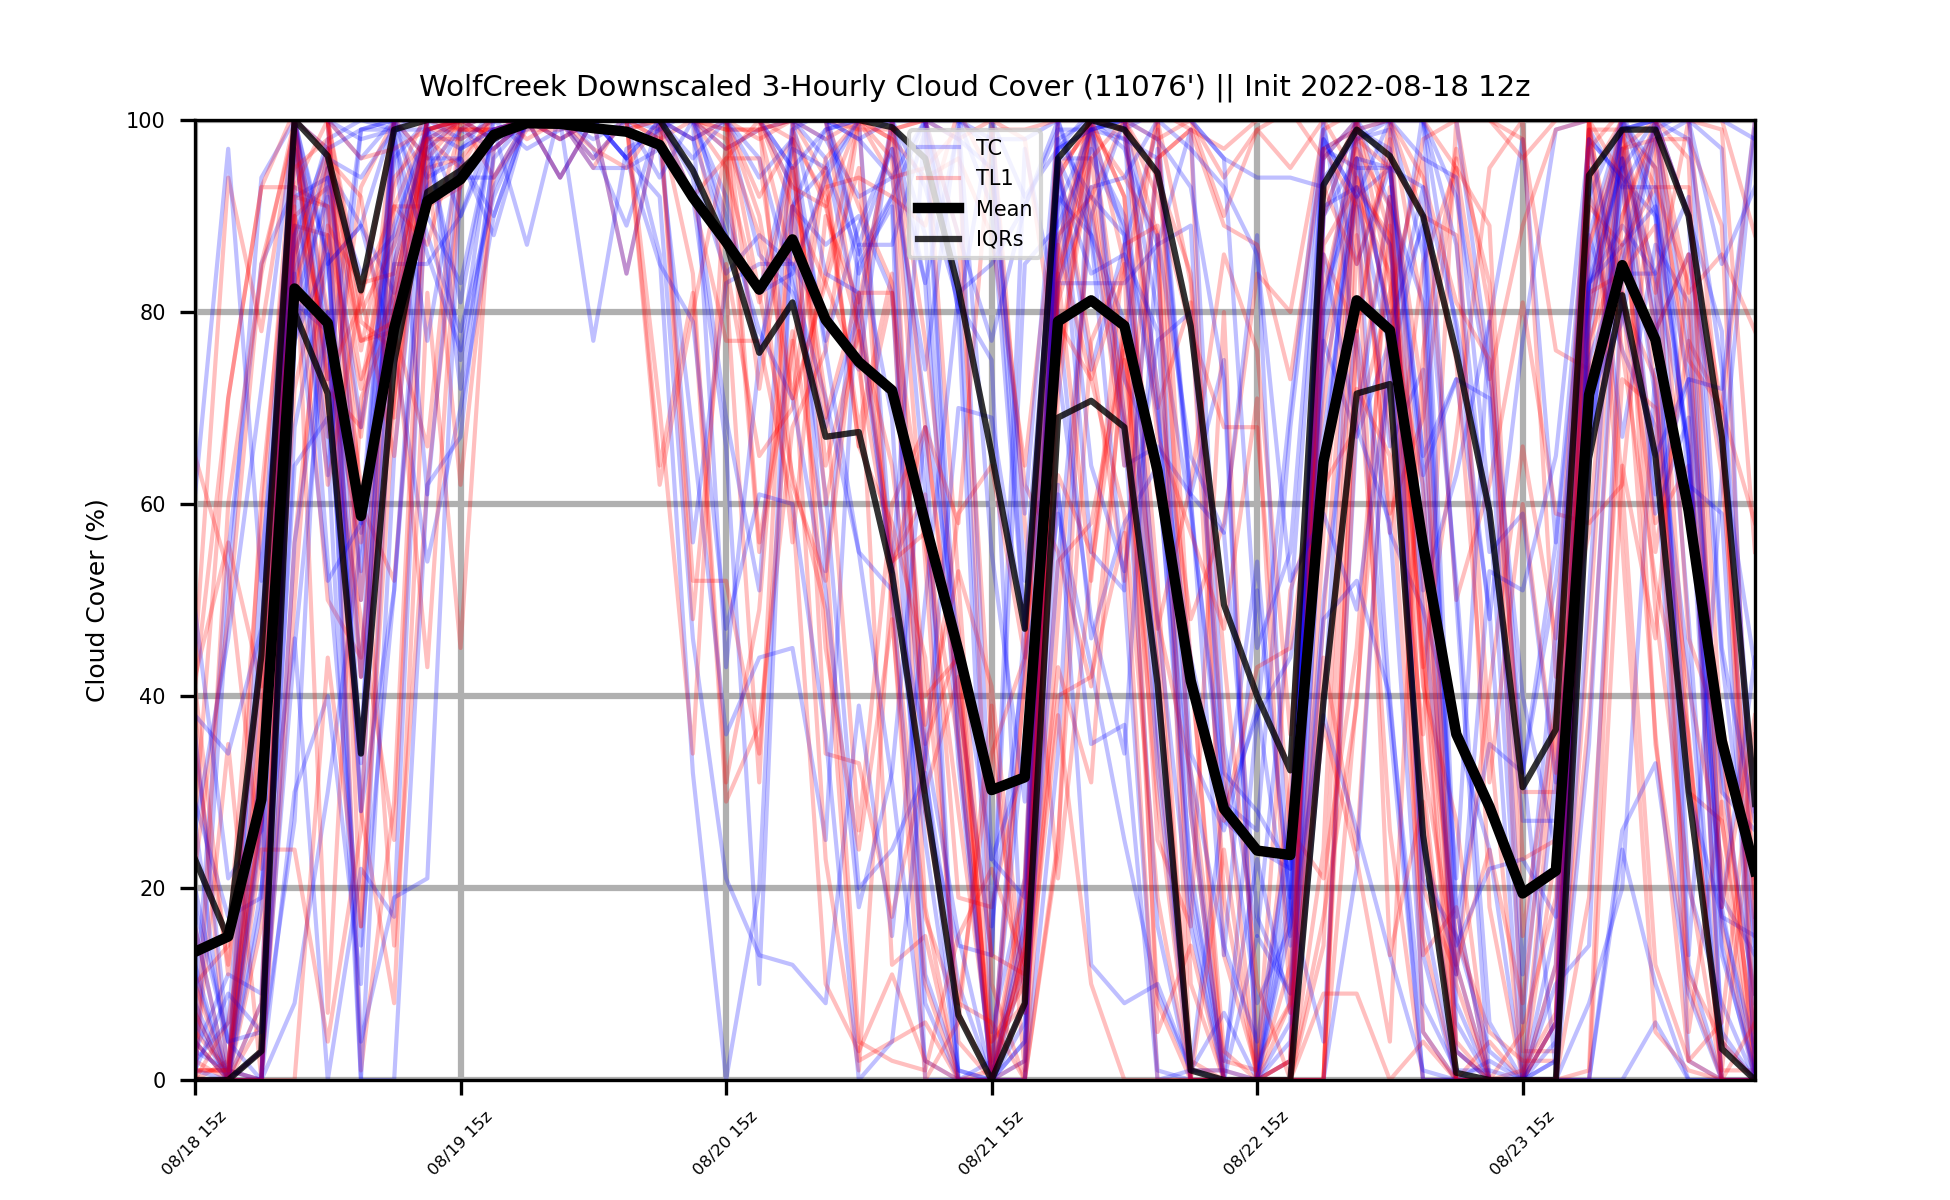 WolfCreek Downscaled 3-Hourly Cloud Cover (11076') || Init 2022-08-18 12z
TC
TL1
Mean
IQRs
Cloud Cover (%)
100
80
60
40
20
0
08/18 15z
08/19 15z
08/20 15z
08/21 15z
08/22 15z
08/23 15z